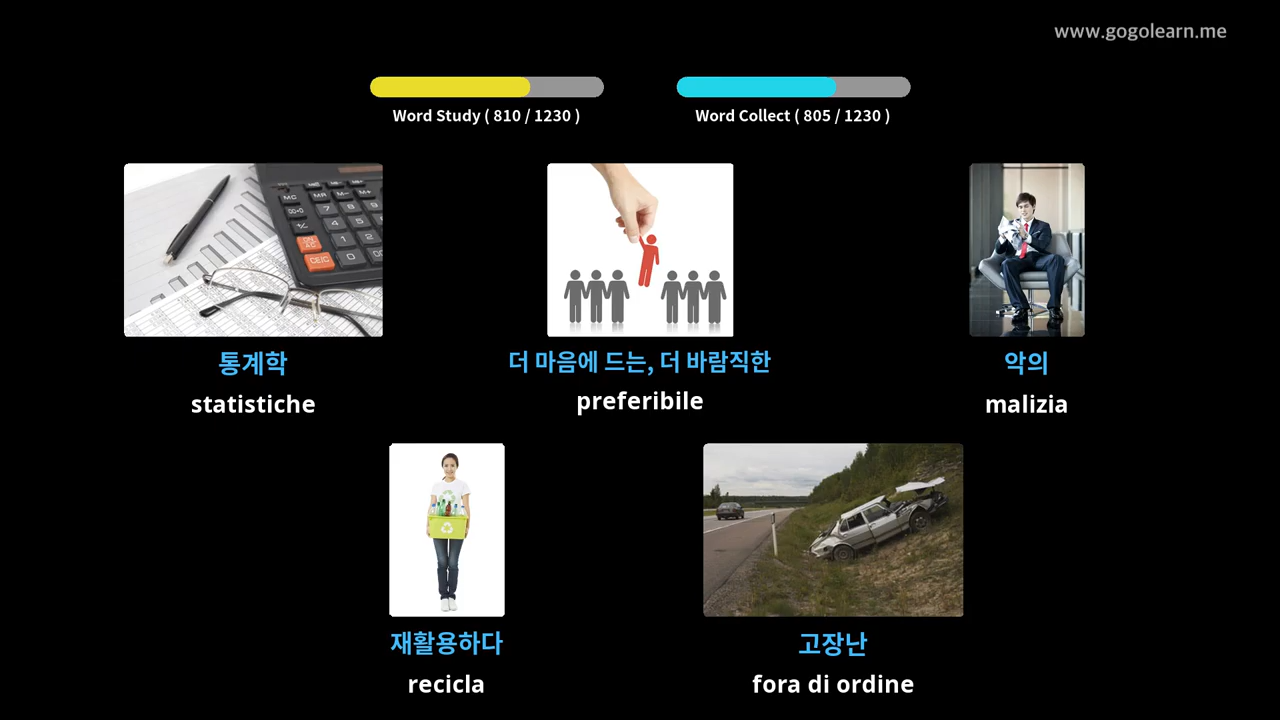 www.gogolearn.me
Word Study ( 810 / 1230 )
Word Collect ( 805 / 1230 )
통계학
statistiche
더 마음에 드는, 더 바람직한
preferibile
악의
malizia
재활용하다
recicla
고장난
fora di ordine